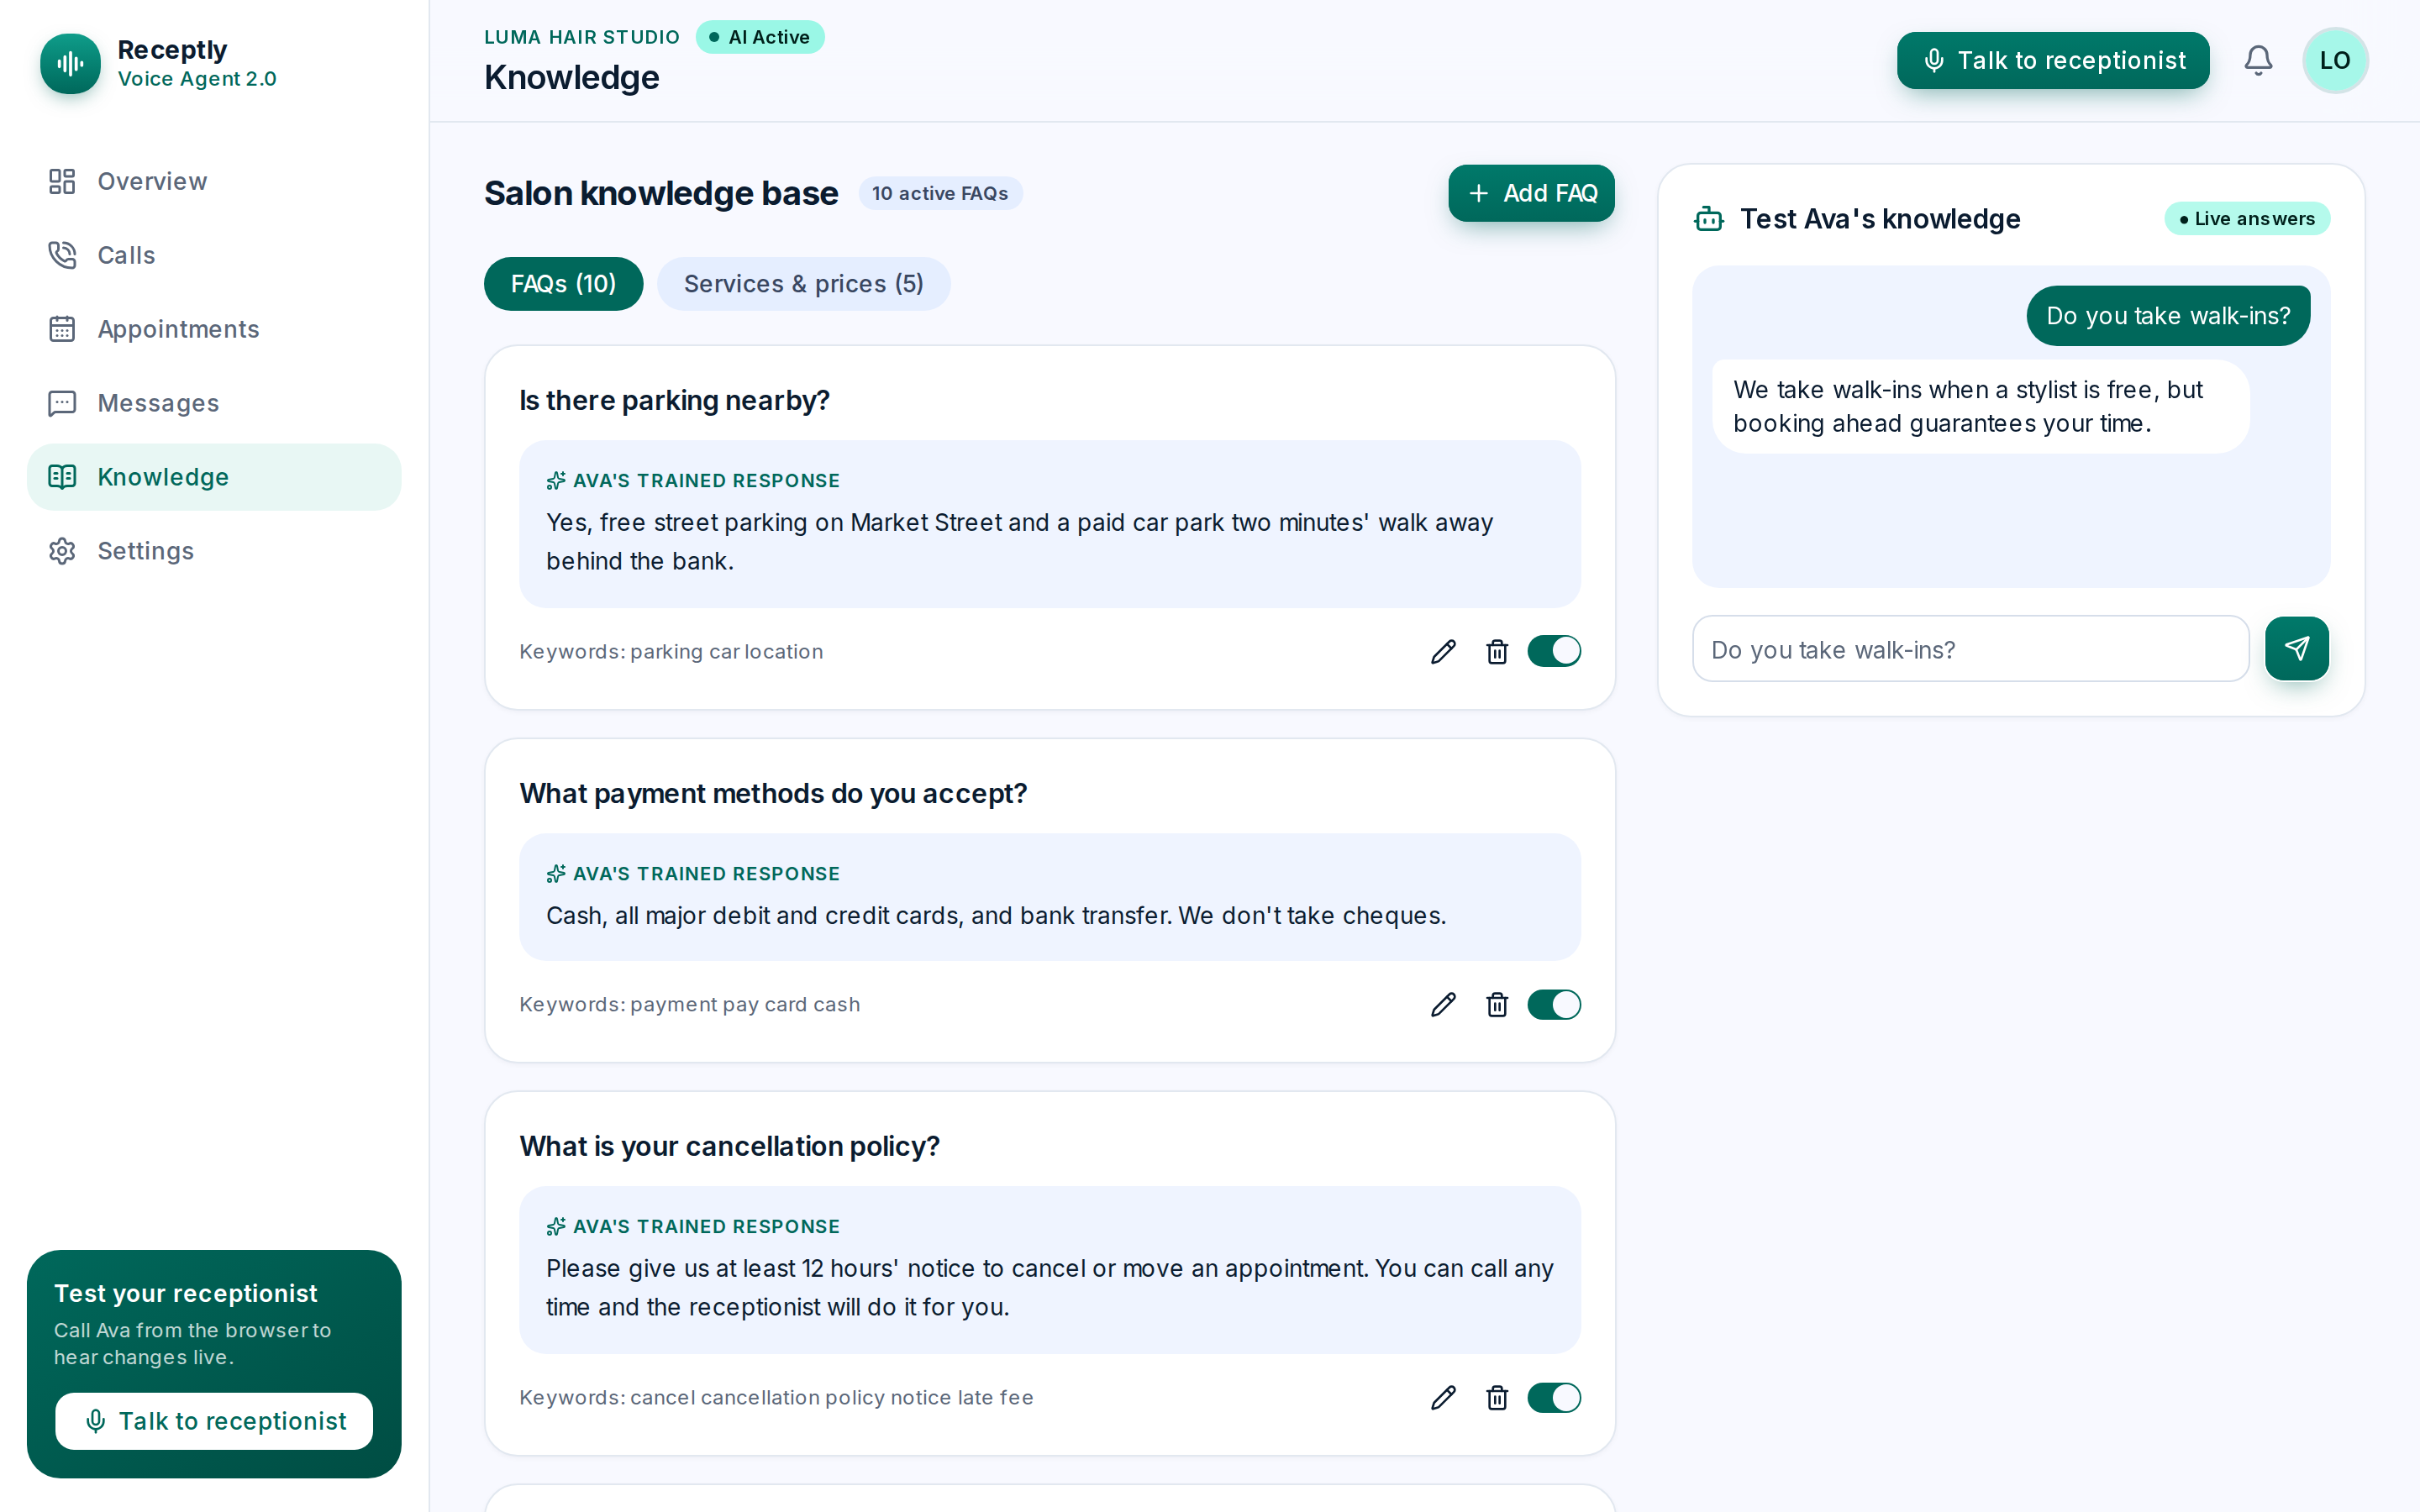 Receptly
Voice Agent 2.0
Overview
Calls
Appointments
Messages
Knowledge
Settings
Test your receptionist
Call Ava from the browser to
hear changes live.
Talk to receptionist
LUMA HAIR STUDIO
AI Active
Knowledge
Talk to receptionist
LO
Salon knowledge base
10 active FAQs
Add FAQ
FAQs (10)
Services & prices (5)
Is there parking nearby?
AVA'S TRAINED RESPONSE
Yes, free street parking on Market Street and a paid car park two minutes' walk away
behind the bank.
Keywords: parking car location
What payment methods do you accept?
AVA'S TRAINED RESPONSE
Cash, all major debit and credit cards, and bank transfer. We don't take cheques.
Keywords: payment pay card cash
What is your cancellation policy?
AVA'S TRAINED RESPONSE
Please give us at least 12 hours' notice to cancel or move an appointment. You can call any
time and the receptionist will do it for you.
Keywords: cancel cancellation policy notice late fee
Test Ava's knowledge
Live answers
Do you take walk-ins?
We take walk-ins when a stylist is free, but
booking ahead guarantees your time.
Do you take walk-ins?